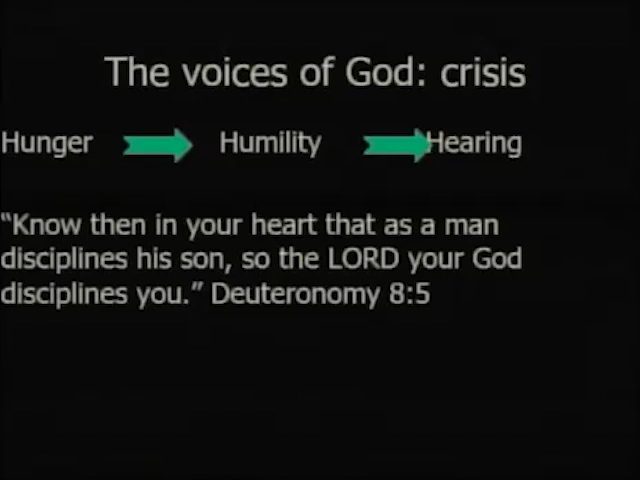 The voices of God: crisis
Hunger Humility Hearing
“Know then in your heart that as a man
disciplines his son, so the LORD your God
disciplines you.” Deuteronomy 8:5